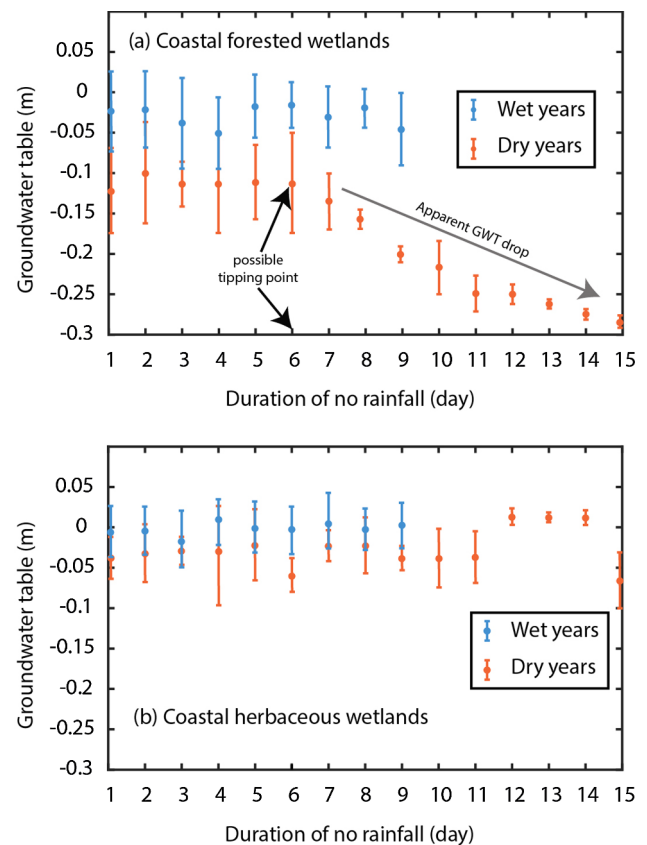 (a) Coastal forested wetlands
0.05
0
-0.05
-0.1
-0.15
-0.2
-0.25
-0.3
Groundwater table (m)
Wet years
Dry years
Apparent GWT drop
possible
tipping point
1 2 3 4 5 6 7 8 9 10 11 12 13 14 15
Duration of no rainfall (day)
0.05
0
-0.05
-0.1
-0.15
-0.2
-0.25
-0.3
Groundwater table (m)
Wet years
Dry years
(b) Coastal herbaceous wetlands
1 2 3 4 5 6 7 8 9 10 11 12 13 14 15
Duration of no rainfall (day)